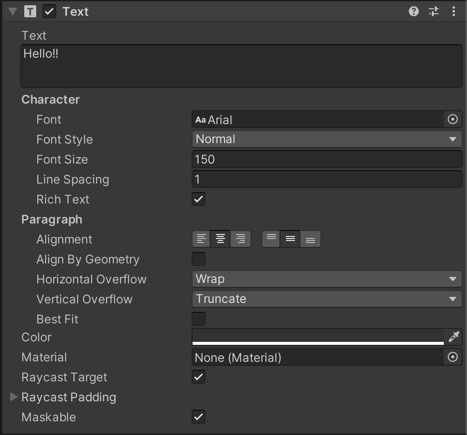 T Text
Text
Hello!!
Character
Font Aa Arial
Font Style Normal
Font Size 150
Line Spacing 1
Rich Text
Paragraph
Alignment
Align By Geometry
Horizontal Overflow Wrap
Vertical Overflow Truncate
Best Fit
Color
Material None (Material)
Raycast Target
Raycast Padding
Maskable